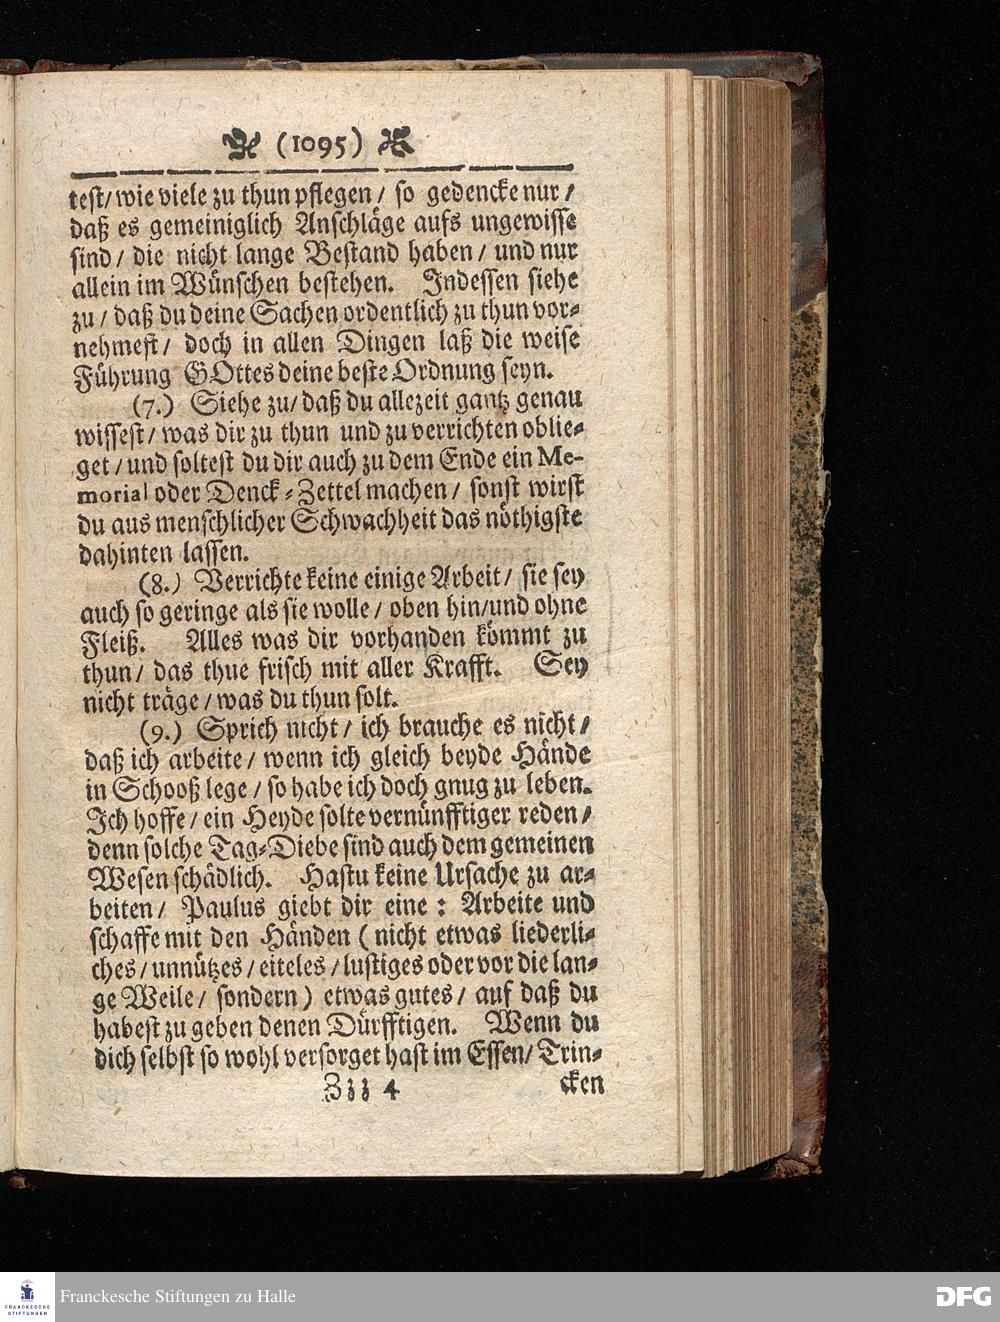 (1095)
test/ wie viele zu thun pflegen / so gedencke nur /
daß es gemeiniglich Anschläge aufs ungewisse
sind / die nicht lange Bestand haben / und nur
allein im Wünschen bestehen. Indessen siehe
zu / daß du deine Sachen ordentlich zu thun vor-
nehmest / doch in allen Dingen laß die weise
Führung GOttes deine beste Ordnung seyn.
(7.) Siehe zu/ daß du allezeit gantz genau
wissest / was dir zu thun und zu verrichten oblie-
get / und soltest du dir auch zu dem Ende ein Me-
morial oder Denck-Zettel machen / sonst wirst
du aus menschlicher Schwachheit das nöthigste
dahinten lassen.
(8.) Verrichte keine einige Arbeit / sie sey
auch so geringe als sie wolle / oben hin/und ohne
Fleiß. Alles was dir vorhanden kömmt zu
thun/ das thue frisch mit aller Krafft. Sey
nicht träge / was du thun solt.
(9.) Sprich nicht / ich brauche es nicht /
daß ich arbeite / wenn ich gleich beyde Hände
in Schooß lege / so habe ich doch gnug zu leben.
Ich hoffe / ein Heyde solte vernünfftiger reden /
denn solche Tag-Diebe sind auch dem gemeinen
Wesen schädlich. Hastu keine Ursache zu ar-
beiten / Paulus giebt dir eine : Arbeite und
schaffe mit den Händen ( nicht etwas liederli-
ches / unnützes / eiteles / lustiges oder vor die lan-
ge Weile / sondern ) etwas gutes / auf daß du
habest zu geben denen Dürfftigen. Wenn du
dich selbst so wohl versorget hast im Essen/ Trin-
Zzz 4 cken
FRANCKESCHE
STIFTUNGEN
Franckesche Stiftungen zu Halle
DFG